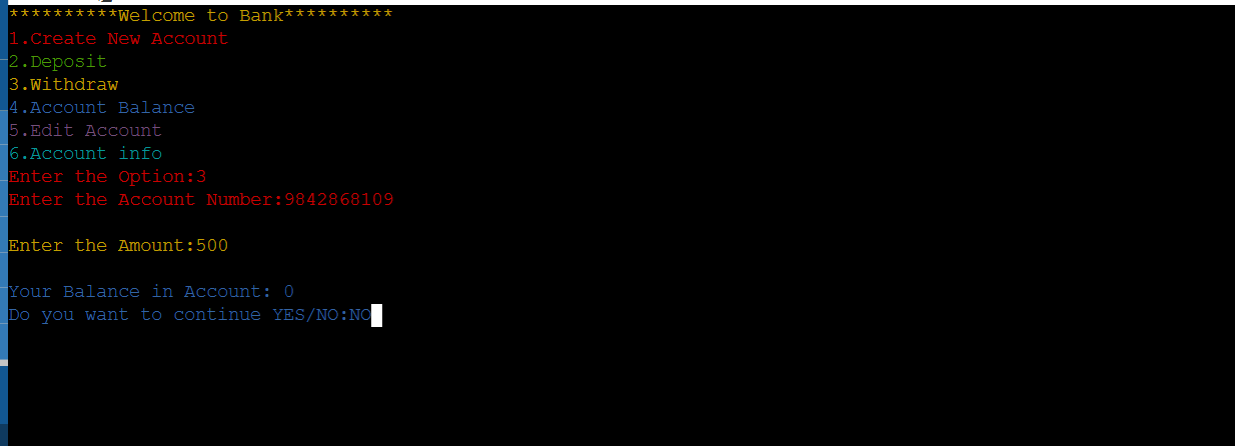 **********Welcome to Bank**********
1.Create New Account
2.Deposit
3.Withdraw
4.Account Balance
5.Edit Account
6.Account info
Enter the Option:3
Enter the Account Number:9842868109
Enter the Amount:500
Your Balance in Account: 0
Do you want to continue YES/NO:NO